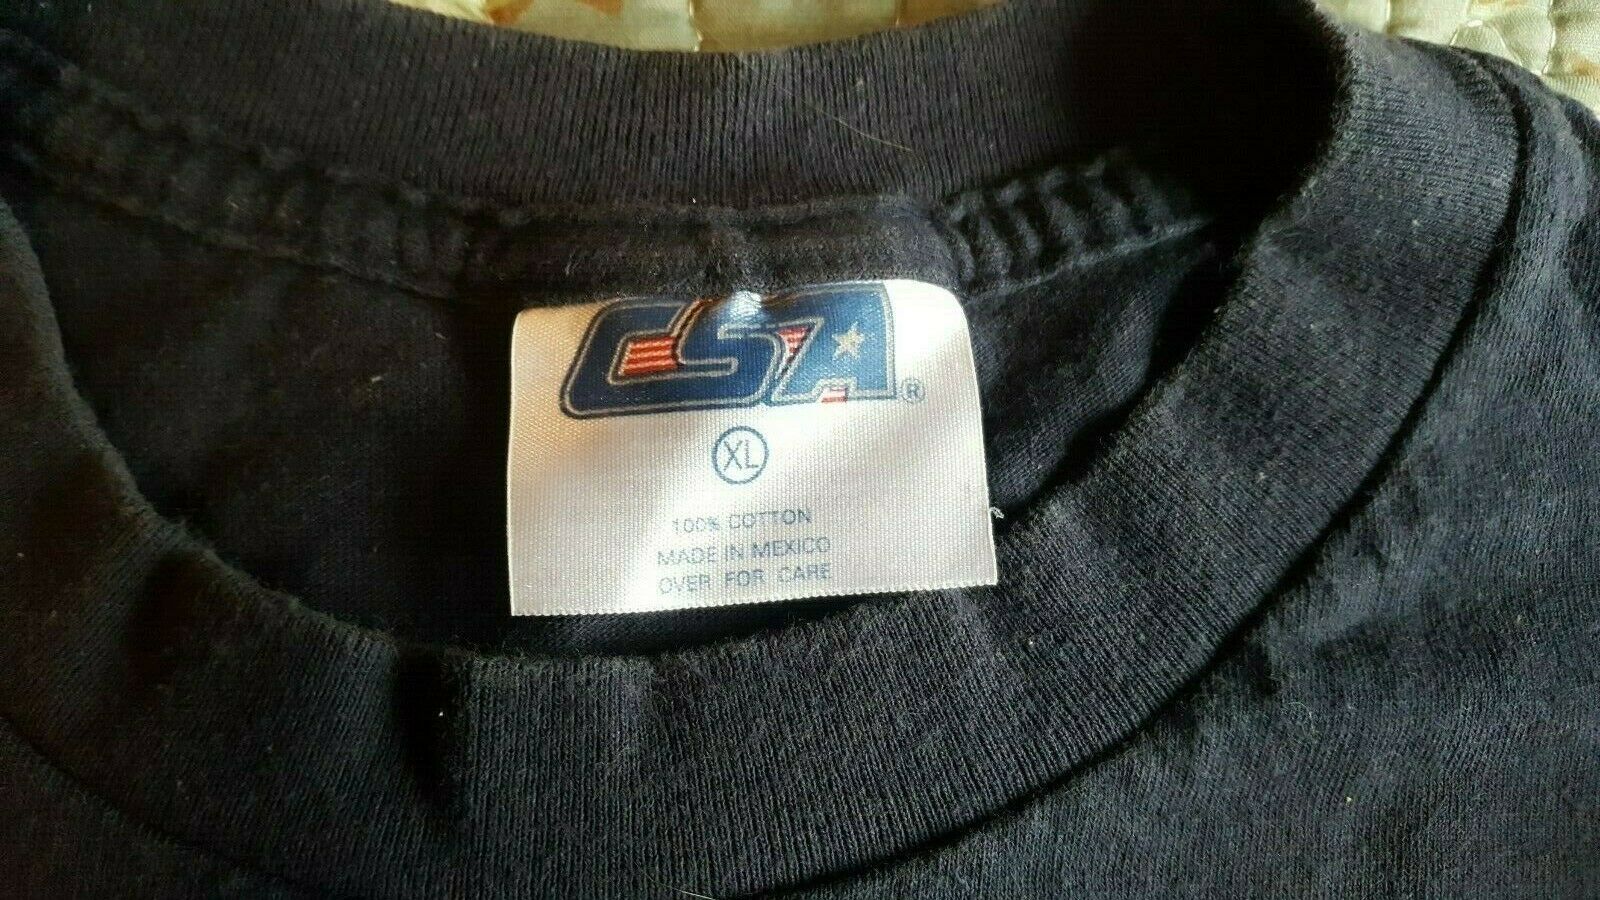 CSA ®
XL
100% COTTON
MADE IN MEXICO
OVER FOR CARE